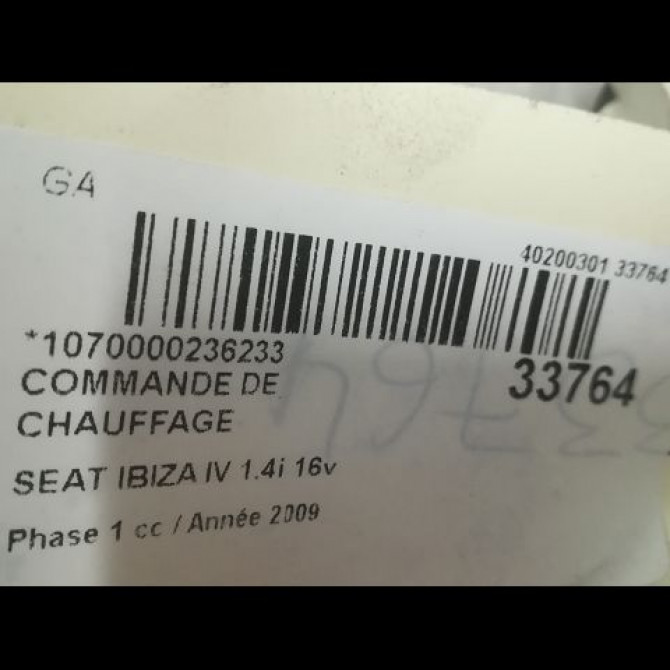 GA
40200301 33764
*1070000236233
33764
COMMANDE DE
CHAUFFAGE
SEAT IBIZA IV 1.4i 16v
Phase 1 cc / Année 2009